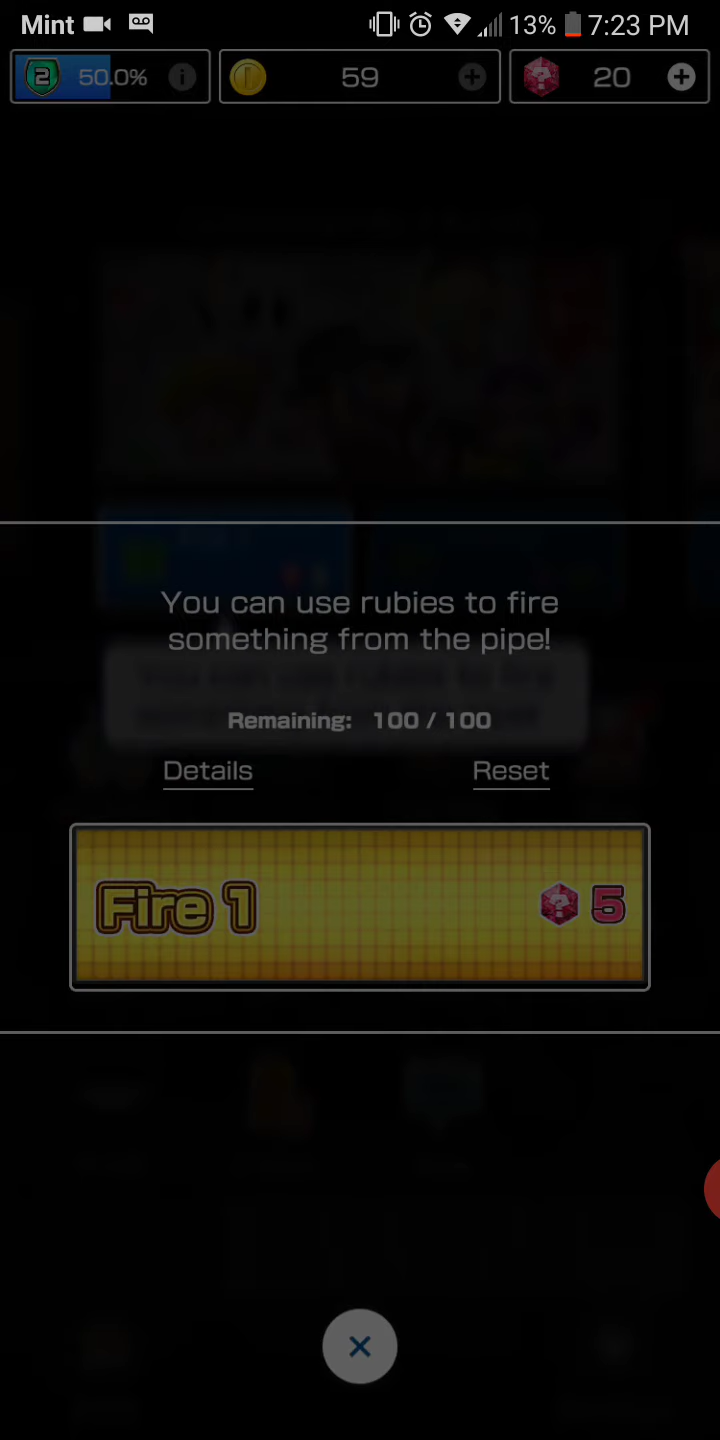 Mint 13% 7:23 PM
2 50.0% i 59 + ? 20 +
You can use rubies to fire
something from the pipe!
Remaining: 100 / 100
Details Reset
Fire 1 ? 5